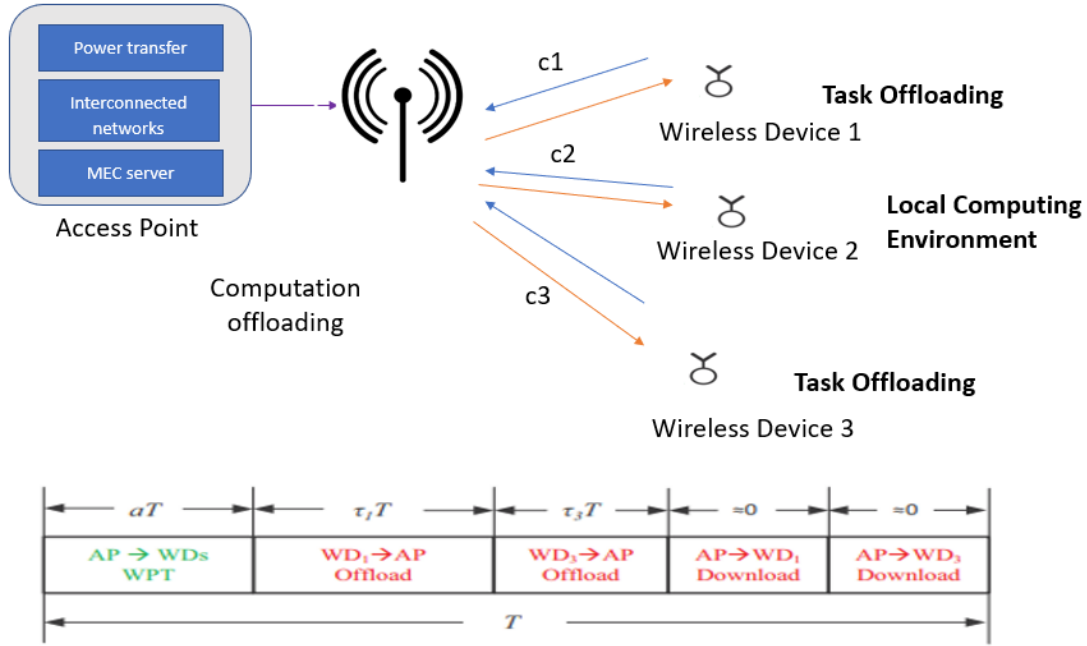 Power transfer
Interconnected
networks
MEC server
Access Point
Computation
offloading
c1
c2
c3
Wireless Device 1
Task Offloading
Wireless Device 2
Local Computing
Environment
Wireless Device 3
Task Offloading
aT
τ₁T
τ₃T
≈0
≈0
AP → WDs
WPT
WD₁→AP
Offload
WD₃→AP
Offload
AP→WD₁
Download
AP→WD₃
Download
T